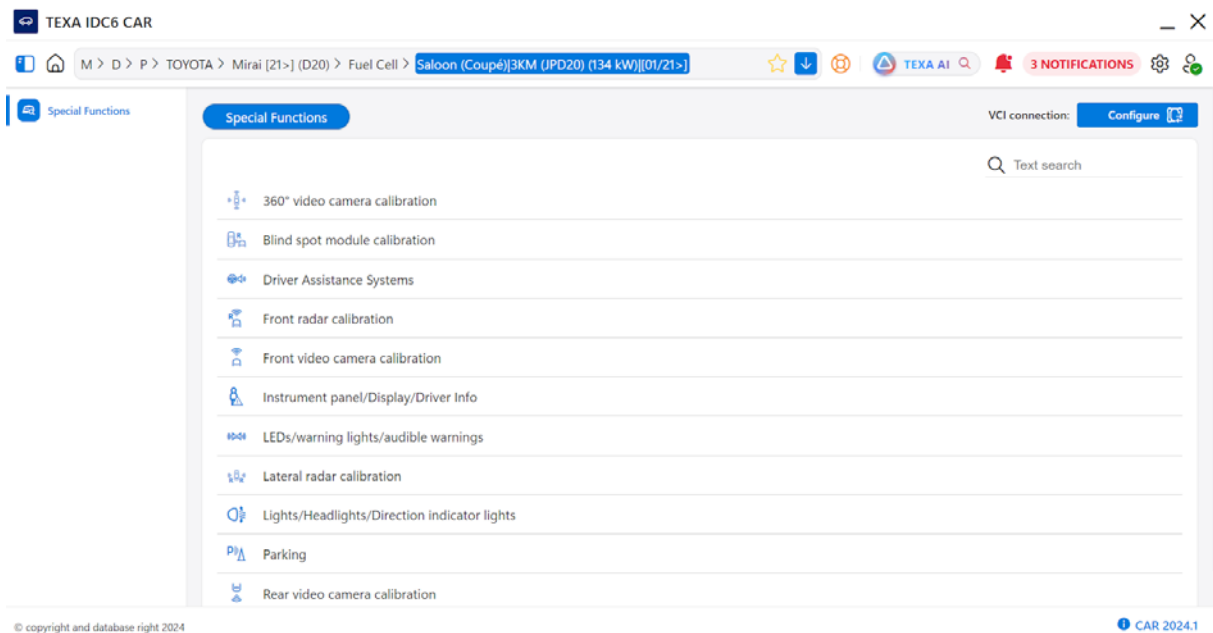 TEXA IDC6 CAR
M > D > P > TOYOTA > Mirai [21>] (D20) > Fuel Cell > Saloon (Coupé)|3KM (JPD20) (134 kW)|[01/21>]
TEXA AI
3 NOTIFICATIONS
Special Functions
Special Functions
VCI connection:
Configure
Text search
360° video camera calibration
Blind spot module calibration
Driver Assistance Systems
Front radar calibration
Front video camera calibration
Instrument panel/Display/Driver Info
LEDs/warning lights/audible warnings
Lateral radar calibration
Lights/Headlights/Direction indicator lights
Parking
Rear video camera calibration
© copyright and database right 2024
CAR 2024.1